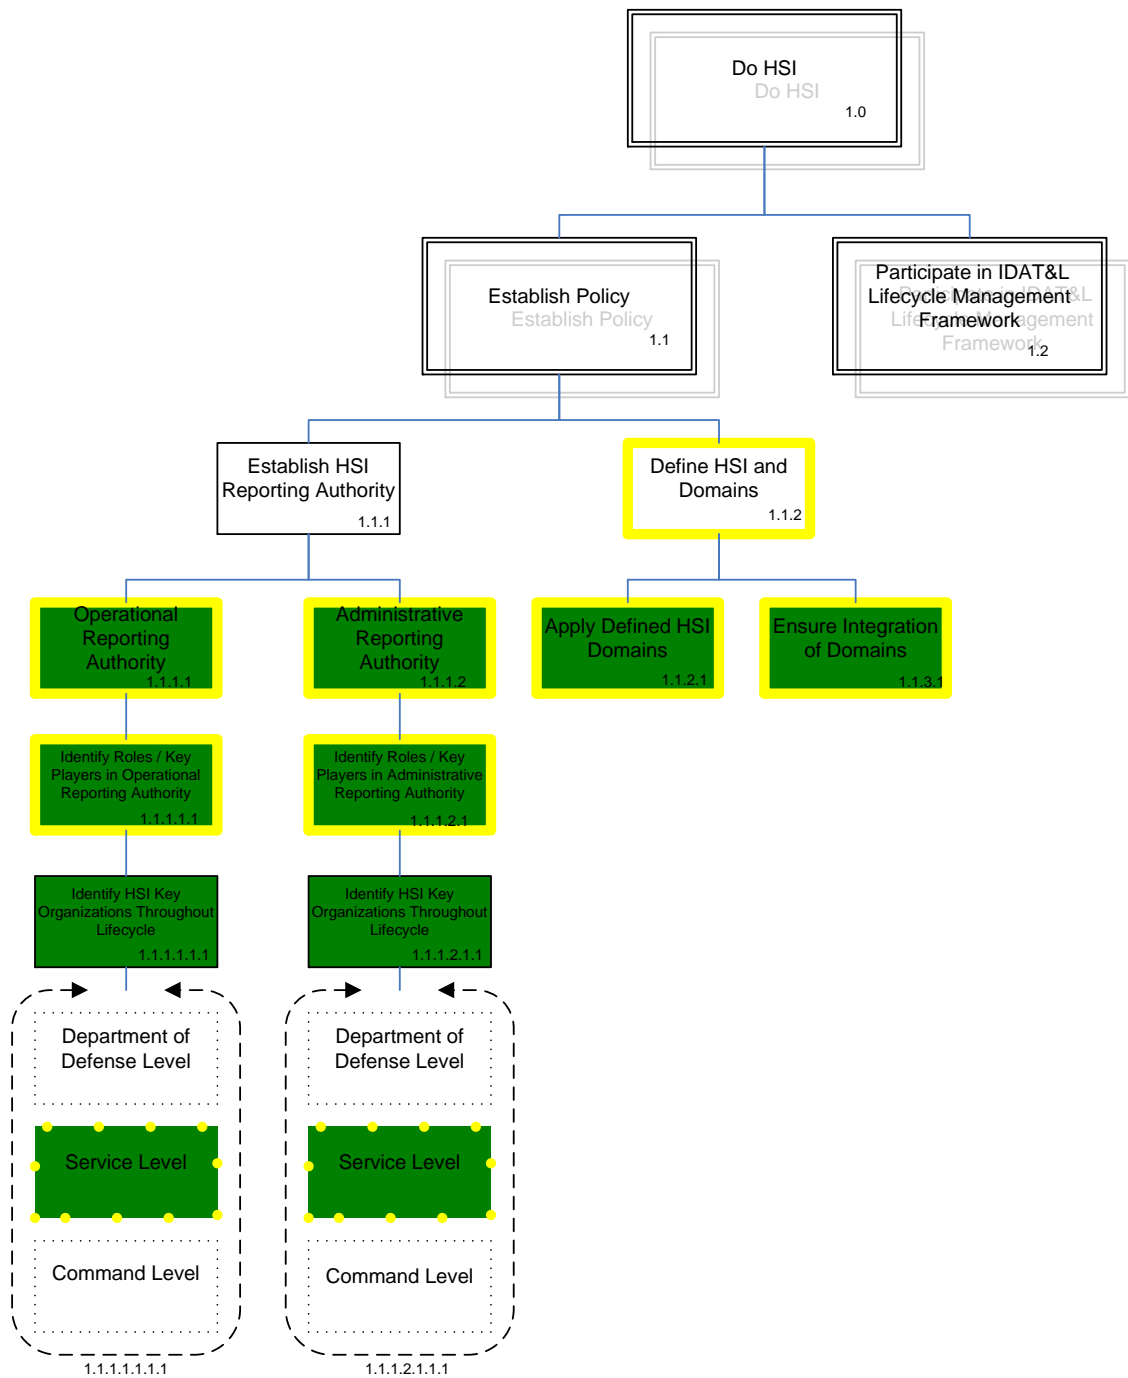 Do HSI
Do HSI
1.0
Establish Policy
Establish Policy
1.1
Participate in IDAT&L
Lifecycle Management
Framework
Participate in IDAT&L
Lifecycle Management
Framework
1.2
Establish HSI
Reporting Authority
1.1.1
Define HSI and
Domains
1.1.2
Operational
Reporting
Authority
1.1.1.1
Administrative
Reporting
Authority
1.1.1.2
Apply Defined HSI
Domains
1.1.2.1
Ensure Integration
of Domains
1.1.3.1
Identify Roles / Key
Players in Operational
Reporting Authority
1.1.1.1.1
Identify Roles / Key
Players in Administrative
Reporting Authority
1.1.1.2.1
Identify HSI Key
Organizations Throughout
Lifecycle
1.1.1.1.1.1
Identify HSI Key
Organizations Throughout
Lifecycle
1.1.1.2.1.1
Department of
Defense Level
Service Level
Command Level
1.1.1.1.1.1.1
Department of
Defense Level
Service Level
Command Level
1.1.1.2.1.1.1